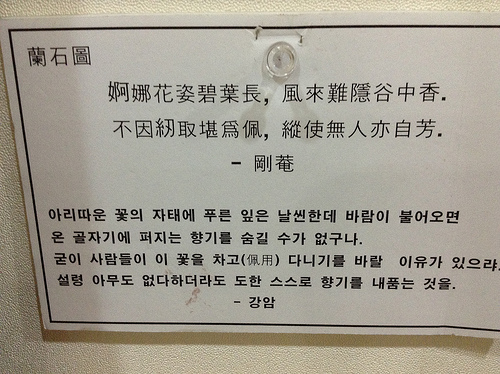 蘭石圖
婀娜花姿碧葉長, 風來難隱谷中香.
不因紉取堪爲佩, 縱使無人亦自芳.
- 剛菴
아리따운 꽃의 자태에 푸른 잎은 날씬한데 바람이 불어오면
온 골자기에 퍼지는 향기를 숨길 수가 없구나.
굳이 사람들이 이 꽃을 차고(佩用) 다니기를 바랄 이유가 있으랴.
설령 아무도 없다하더라도 도한 스스로 향기를 내품는 것을.
- 강암